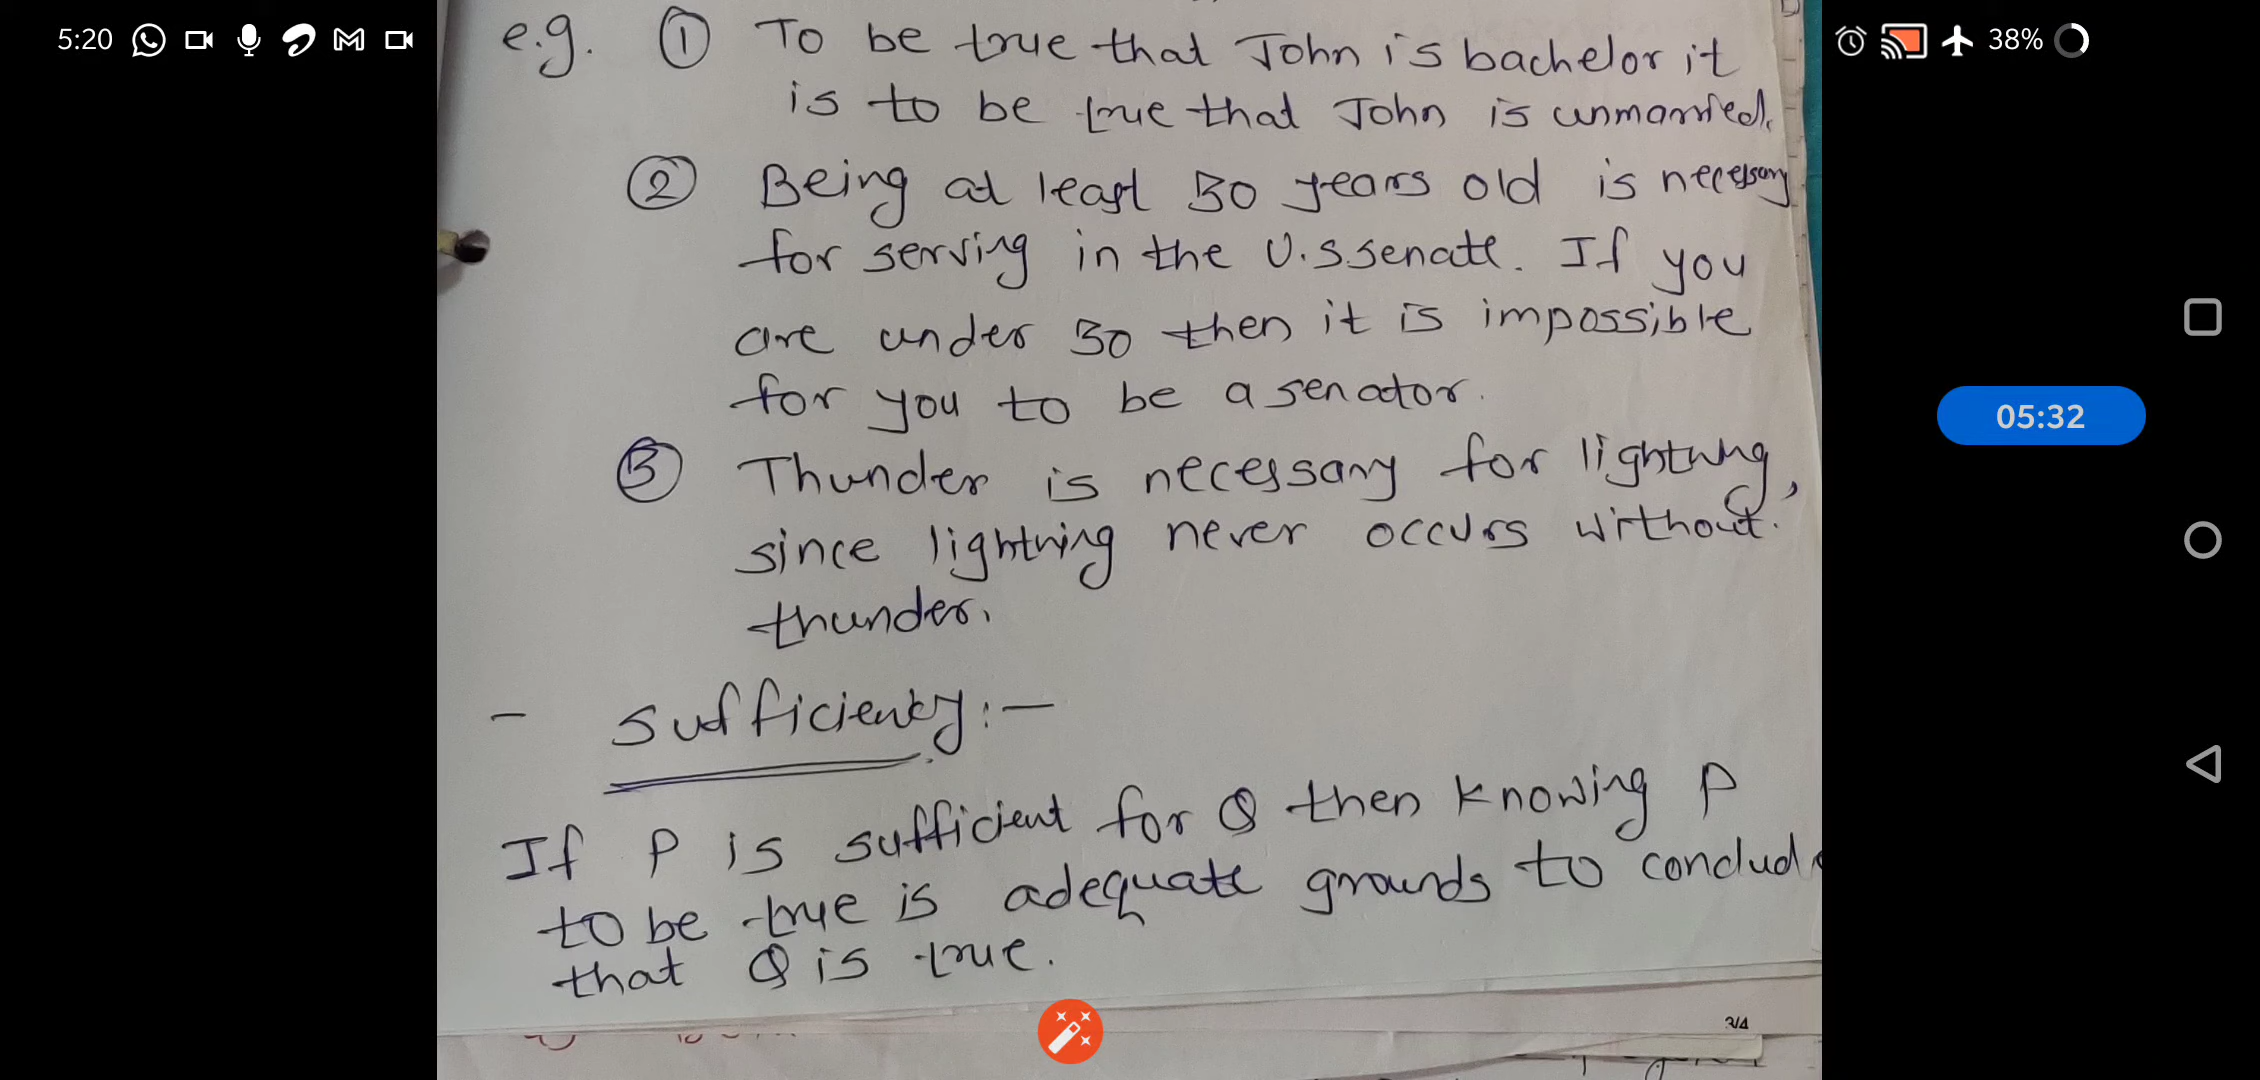 5:20
38%
e.g. ① To be true that John is bachelor it
is to be true that John is unmarried.
② Being at least 30 years old is necessary
for serving in the U.S senate. If you
are under 30 then it is impossible
for you to be a senator.
③ Thunder is necessary for lightning,
since lightning never occurs without.
thunder.
- sufficiency :-
If P is sufficient for Q then knowing P
to be true is adequate grounds to conclude
that Q is true.
05:32
3/4